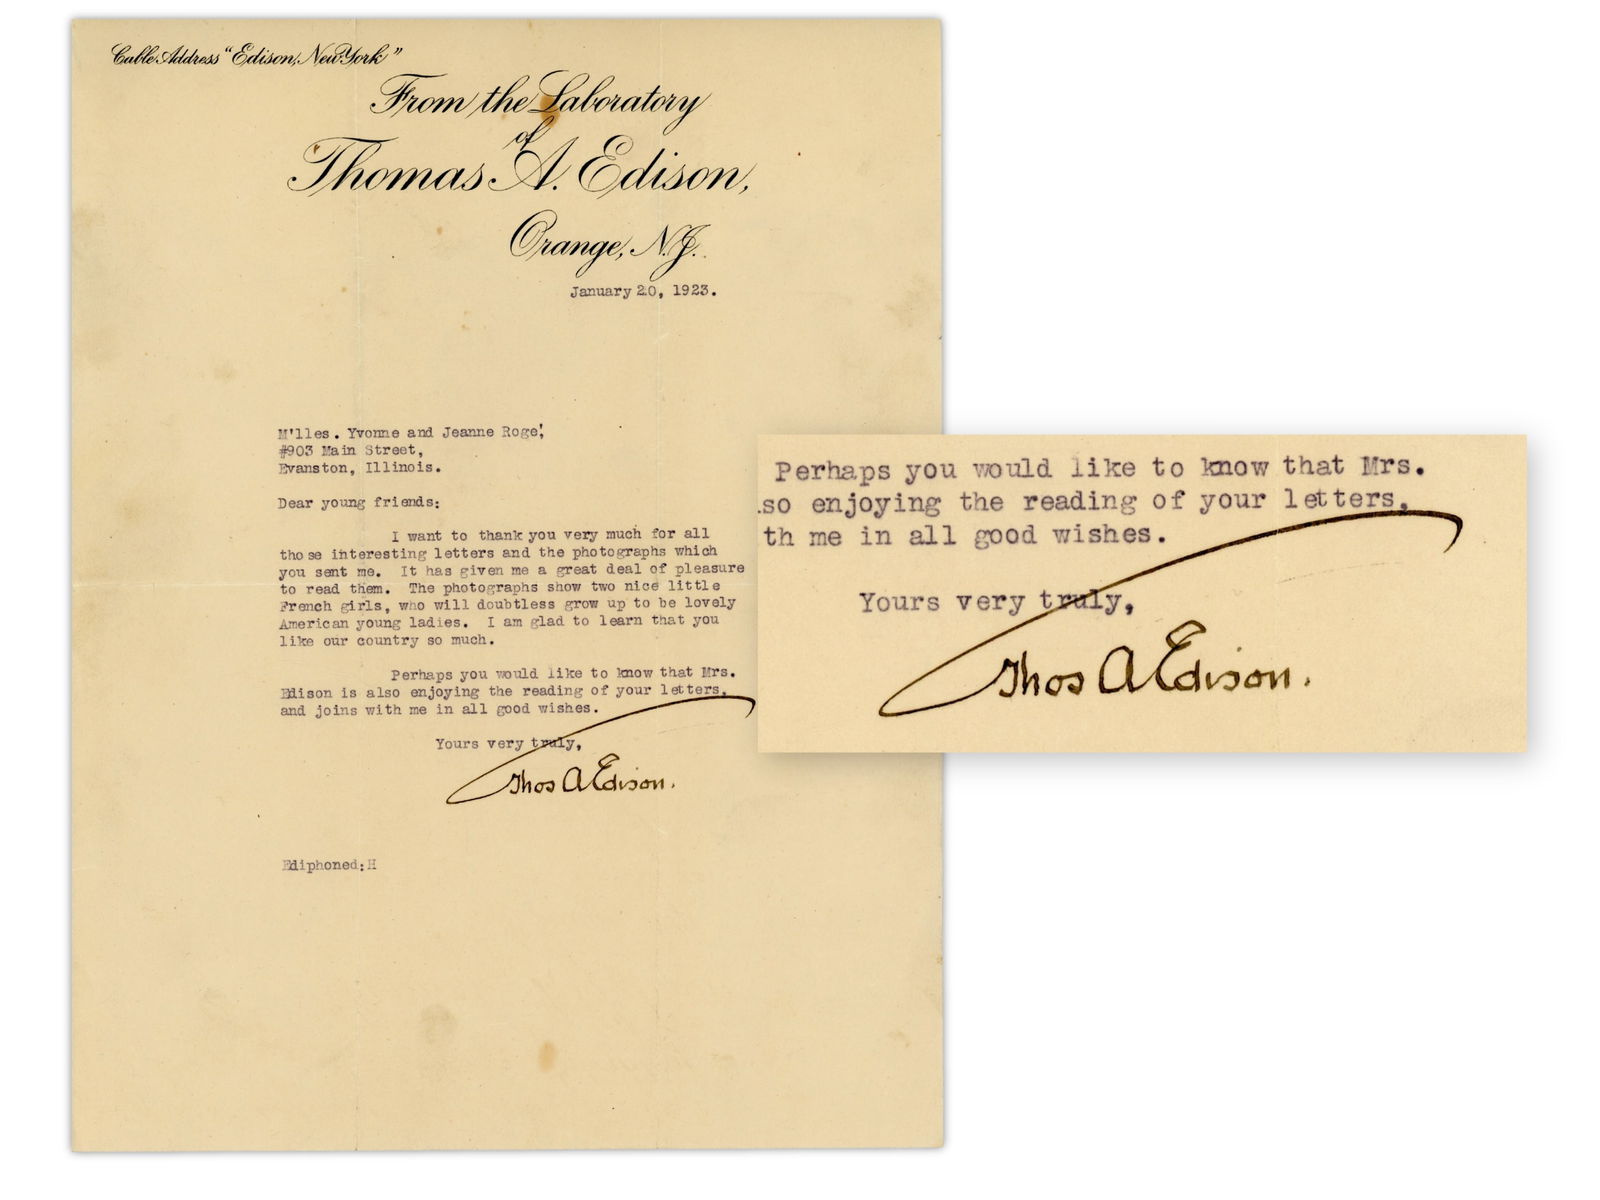 Cable Address "Edison, New York"
From the Laboratory
of
Thomas A. Edison,
Orange, N.J.
January 20, 1923.
M'lles. Yvonne and Jeanne Roge',
#903 Main Street,
Evanston, Illinois.
Dear young friends:
I want to thank you very much for all
those interesting letters and the photographs which
you sent me. It has given me a great deal of pleasure
to read them. The photographs show two nice little
French girls, who will doubtless grow up to be lovely
American young ladies. I am glad to learn that you
like our country so much.
Perhaps you would like to know that Mrs.
Edison is also enjoying the reading of your letters,
and joins with me in all good wishes.
Yours very truly,
Thos A Edison.
Ediphoned:H
Perhaps you would like to know that Mrs.
so enjoying the reading of your letters,
th me in all good wishes.
Yours very truly,
Thos A Edison.